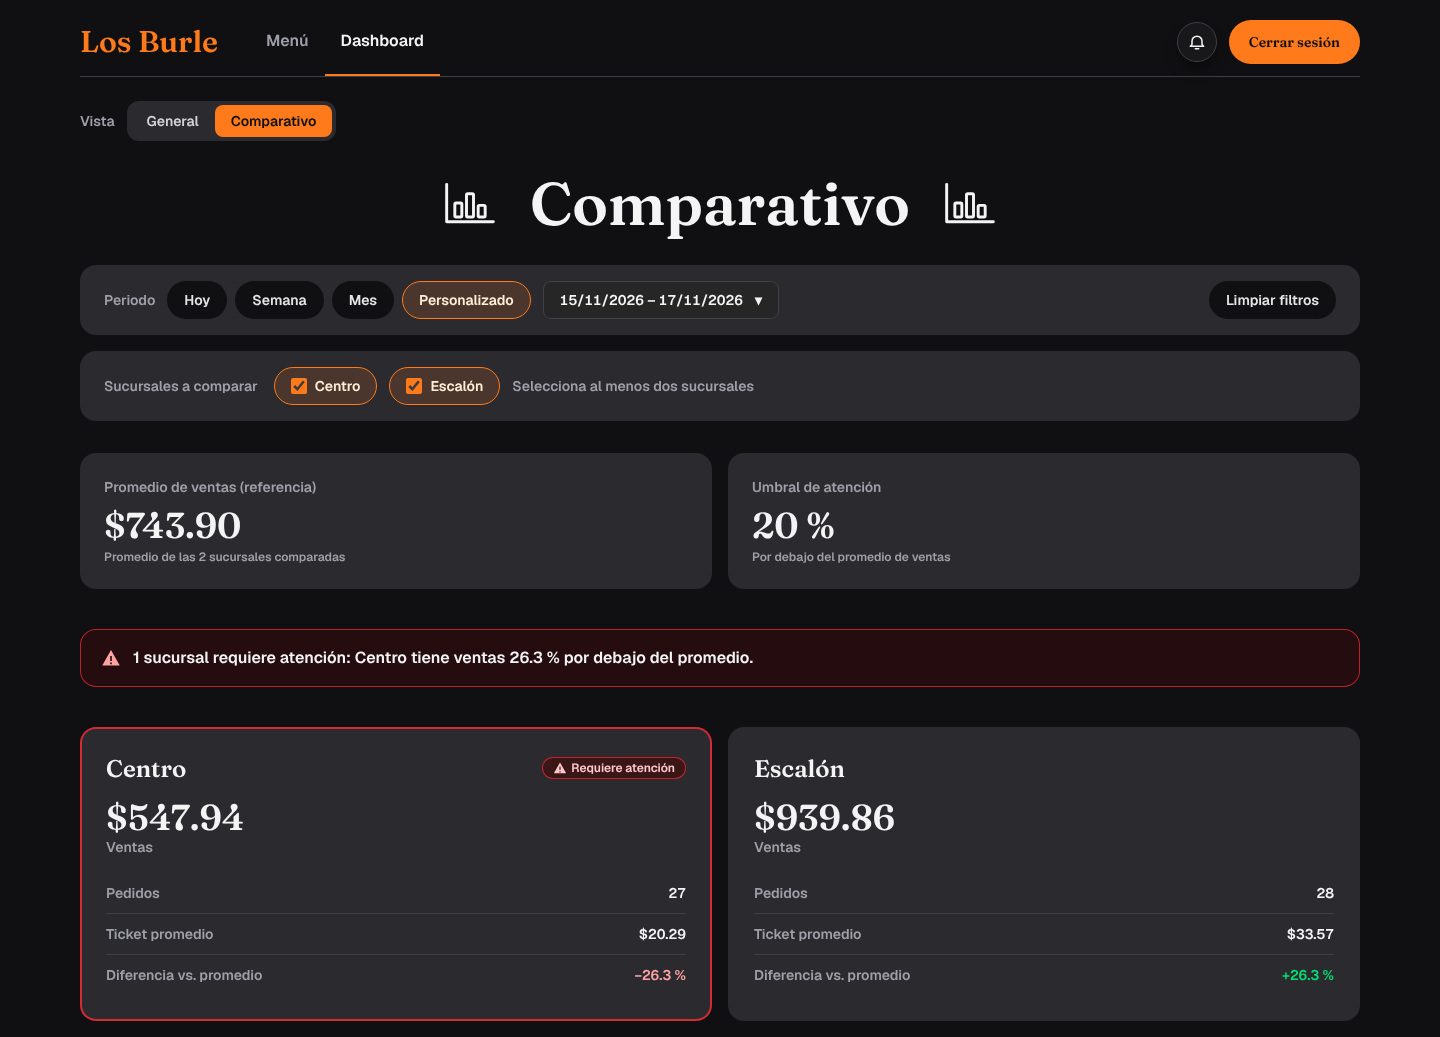 Los Burle
Menú
Dashboard
Cerrar sesión
Vista
General
Comparativo
Comparativo
Periodo
Hoy
Semana
Mes
Personalizado
15/11/2026 – 17/11/2026 ▼
Limpiar filtros
Sucursales a comparar
Centro
Escalón
Selecciona al menos dos sucursales
Promedio de ventas (referencia)
$743.90
Promedio de las 2 sucursales comparadas
Umbral de atención
20 %
Por debajo del promedio de ventas
1 sucursal requiere atención: Centro tiene ventas 26.3 % por debajo del promedio.
Centro
Requiere atención
$547.94
Ventas
Pedidos 27
Ticket promedio $20.29
Diferencia vs. promedio −26.3 %
Escalón
$939.86
Ventas
Pedidos 28
Ticket promedio $33.57
Diferencia vs. promedio +26.3 %